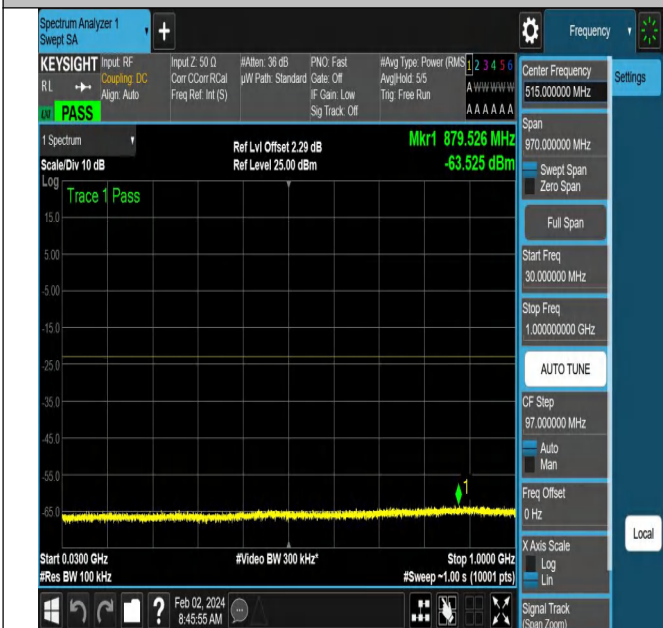 Spectrum Analyzer 1
Swept SA
+
Frequency
KEYSIGHT
RL
PASS
Input: RF
Coupling: DC
Align: Auto
Input Z: 50 Ω
Corr CCorr RCal
Freq Ref: Int (S)
#Atten: 36 dB
µW Path: Standard
PNO: Fast
Gate: Off
IF Gain: Low
Sig Track: Off
#Avg Type: Power (RMS
Avg|Hold: 5/5
Trig: Free Run
1 2 3 4 5 6
A W W W W W
A A A A A A
1 Spectrum
Scale/Div 10 dB
Ref Lvl Offset 2.29 dB
Ref Level 25.00 dBm
Mkr1 879.526 MHz
-63.525 dBm
Log
Trace 1 Pass
15.0
5.00
-5.00
-15.0
-25.0
-35.0
-45.0
-55.0
-65.0
1
Start 0.0300 GHz
#Res BW 100 kHz
#Video BW 300 kHz*
Stop 1.0000 GHz
#Sweep ~1.00 s (10001 pts)
Feb 02, 2024
8:45:55 AM
Center Frequency
515.000000 MHz
Settings
Span
970.000000 MHz
Swept Span
Zero Span
Full Span
Start Freq
30.000000 MHz
Stop Freq
1.000000000 GHz
AUTO TUNE
CF Step
97.000000 MHz
Auto
Man
Freq Offset
0 Hz
X Axis Scale
Log
Lin
Local
Signal Track
(Span Zoom)